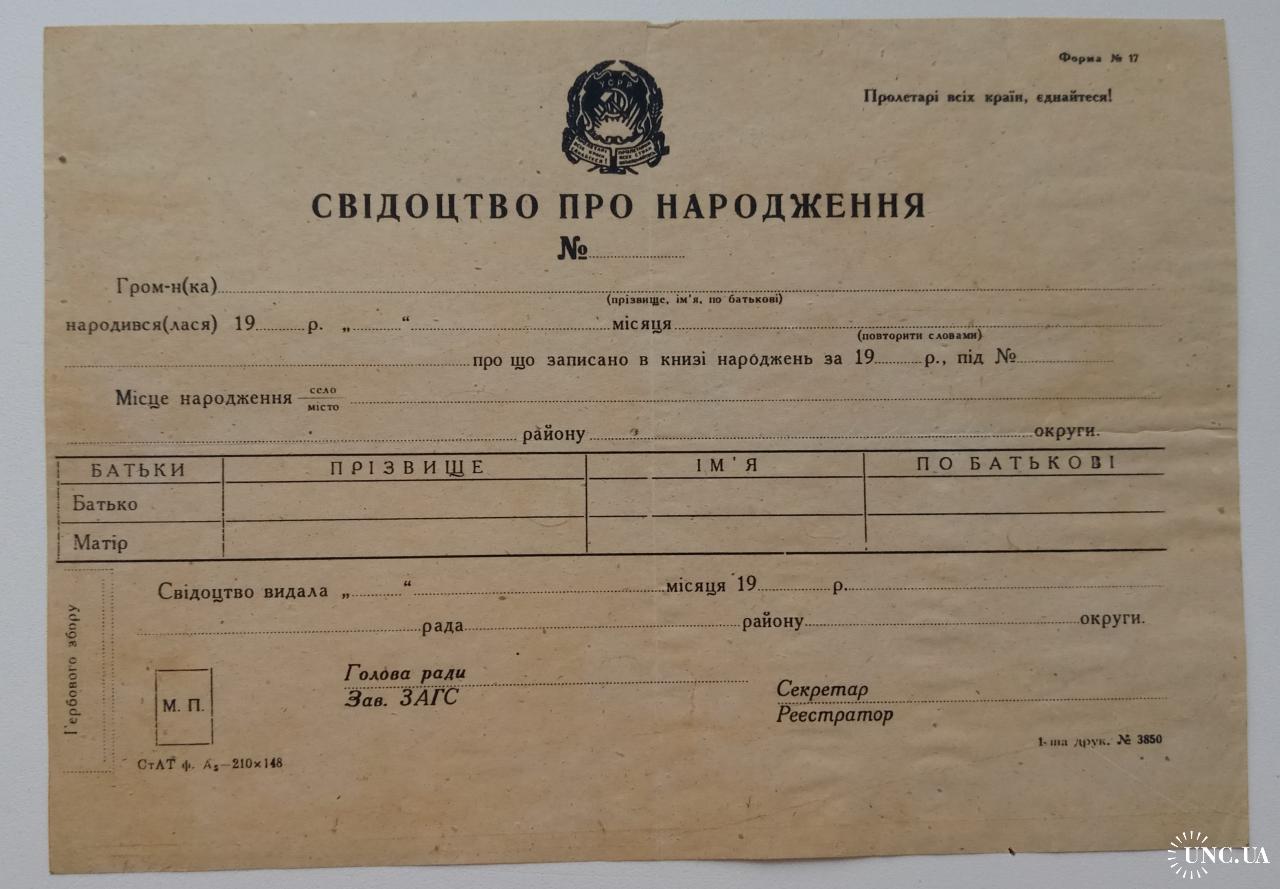 Форма № 17
Пролетарі всіх країн, єднайтеся!
УСРР
СВІДОЦТВО ПРО НАРОДЖЕННЯ
№
Гром-н(ка)
(прізвище, ім'я, по батькові)
народився(лася) 19 р. „ “ місяця
(повторити словами)
про що записано в книзі народжень за 19 р., під №
Місце народження село
місто
району округи.
БАТЬКИ ПРІЗВИЩЕ ІМ'Я ПО БАТЬКОВІ
Батько
Матір
Свідоцтво видала „ “ місяця 19 р.
рада району округи.
Гербового збору
М. П.
Голова ради
Зав. ЗАГС
Секретар
Реестратор
СтАТ ф. А₅—210×148
1-ша друк. № 3850
UNC.UA